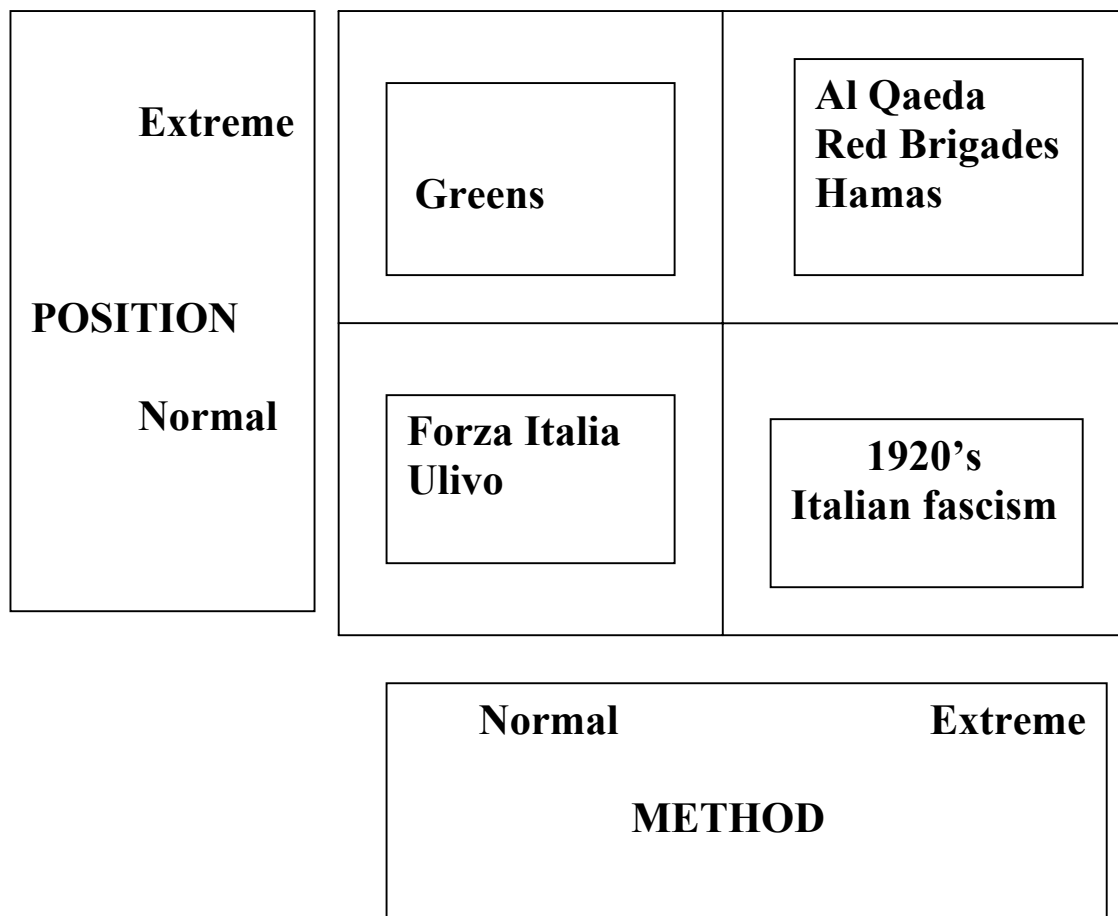 Extreme
POSITION
Normal
Greens
Al Qaeda
Red Brigades
Hamas
Forza Italia
Ulivo
1920’s
Italian fascism
Normal Extreme
METHOD